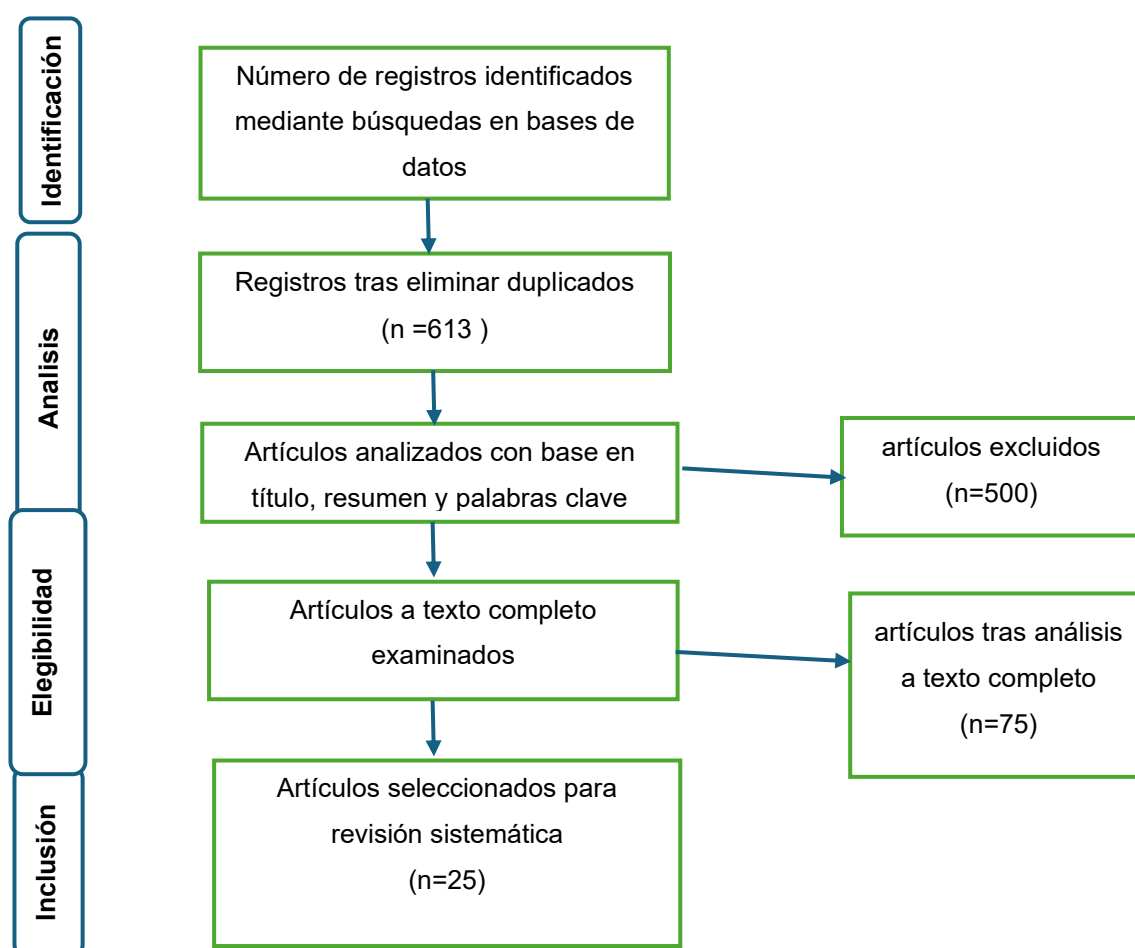 Identificación
Número de registros identificados
mediante búsquedas en bases de
datos
Analisis
Registros tras eliminar duplicados
(n =613 )
Artículos analizados con base en
título, resumen y palabras clave
artículos excluidos
(n=500)
Elegibilidad
Artículos a texto completo
examinados
artículos tras análisis
a texto completo
(n=75)
Inclusión
Artículos seleccionados para
revisión sistemática
(n=25)